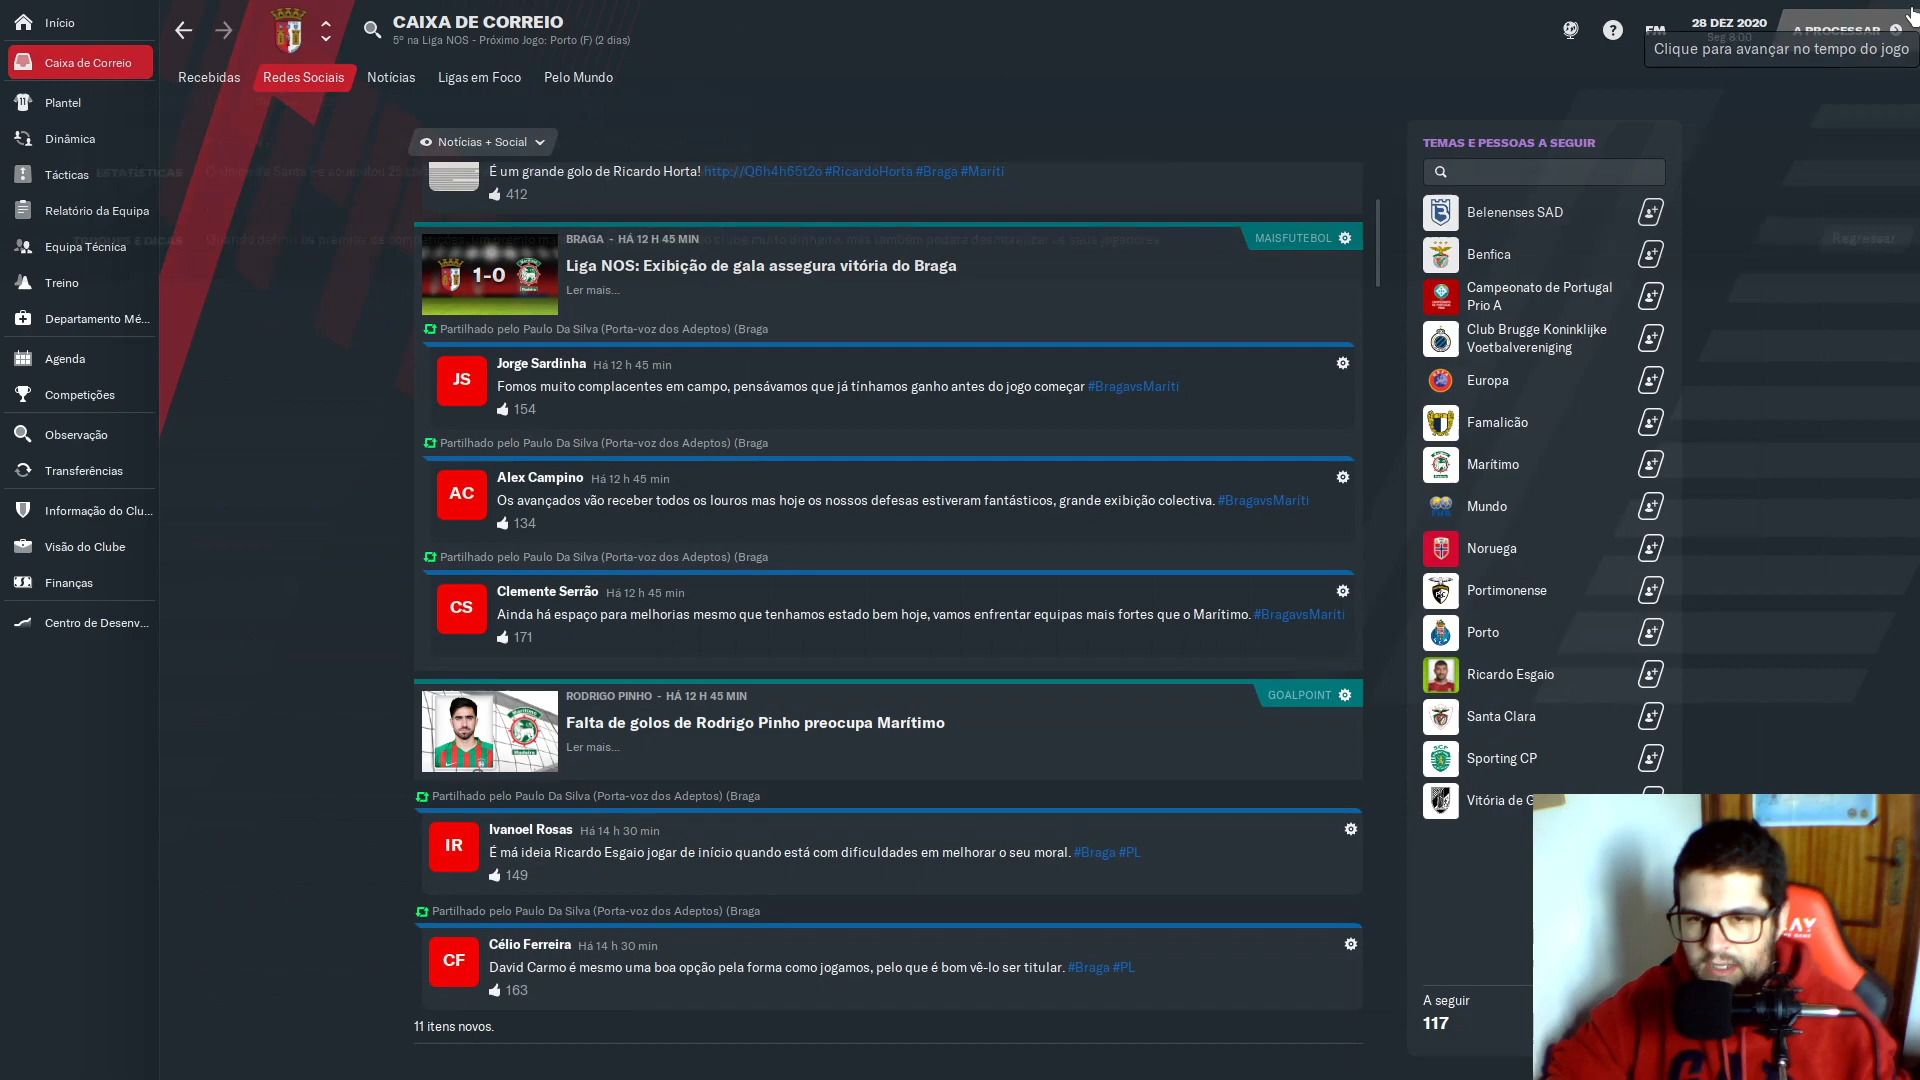 Início
Caixa de Correio
Plantel
Dinâmica
Tácticas
Relatório da Equipa
Equipa Técnica
Treino
Departamento Mé...
Agenda
Competições
Observação
Transferências
Informação do Clu...
Visão do Clube
Finanças
Centro de Desenv...
CAIXA DE CORREIO
5º na Liga NOS - Próximo Jogo: Porto (F) (2 dias)
28 DEZ 2020
Seg 8:00
FM
A PROCESSAR
Clique para avançar no tempo do jogo
Recebidas
Redes Sociais
Notícias
Ligas em Foco
Pelo Mundo
Notícias + Social
É um grande golo de Ricardo Horta! http://Q6h4h65t2o #RicardoHorta #Braga #Maríti
412
BRAGA - HÁ 12 H 45 MIN
MAISFUTEBOL
1-0
Liga NOS: Exibição de gala assegura vitória do Braga
Ler mais...
Partilhado pelo Paulo Da Silva (Porta-voz dos Adeptos) (Braga
JS
Jorge Sardinha Há 12 h 45 min
Fomos muito complacentes em campo, pensávamos que já tínhamos ganho antes do jogo começar #BragavsMaríti
154
Partilhado pelo Paulo Da Silva (Porta-voz dos Adeptos) (Braga
AC
Alex Campino Há 12 h 45 min
Os avançados vão receber todos os louros mas hoje os nossos defesas estiveram fantásticos, grande exibição colectiva. #BragavsMaríti
134
Partilhado pelo Paulo Da Silva (Porta-voz dos Adeptos) (Braga
CS
Clemente Serrão Há 12 h 45 min
Ainda há espaço para melhorias mesmo que tenhamos estado bem hoje, vamos enfrentar equipas mais fortes que o Marítimo. #BragavsMaríti
171
RODRIGO PINHO - HÁ 12 H 45 MIN
GOALPOINT
Falta de golos de Rodrigo Pinho preocupa Marítimo
Ler mais...
Partilhado pelo Paulo Da Silva (Porta-voz dos Adeptos) (Braga
IR
Ivanoel Rosas Há 14 h 30 min
É má ideia Ricardo Esgaio jogar de início quando está com dificuldades em melhorar o seu moral. #Braga #PL
149
Partilhado pelo Paulo Da Silva (Porta-voz dos Adeptos) (Braga
CF
Célio Ferreira Há 14 h 30 min
David Carmo é mesmo uma boa opção pela forma como jogamos, pelo que é bom vê-lo ser titular. #Braga #PL
163
11 itens novos.
TEMAS E PESSOAS A SEGUIR
Belenenses SAD
Benfica
Campeonato de Portugal
Prio A
Club Brugge Koninklijke
Voetbalvereniging
Europa
Famalicão
Marítimo
Mundo
Noruega
Portimonense
Porto
Ricardo Esgaio
Santa Clara
Sporting CP
Vitória de G
A seguir
117